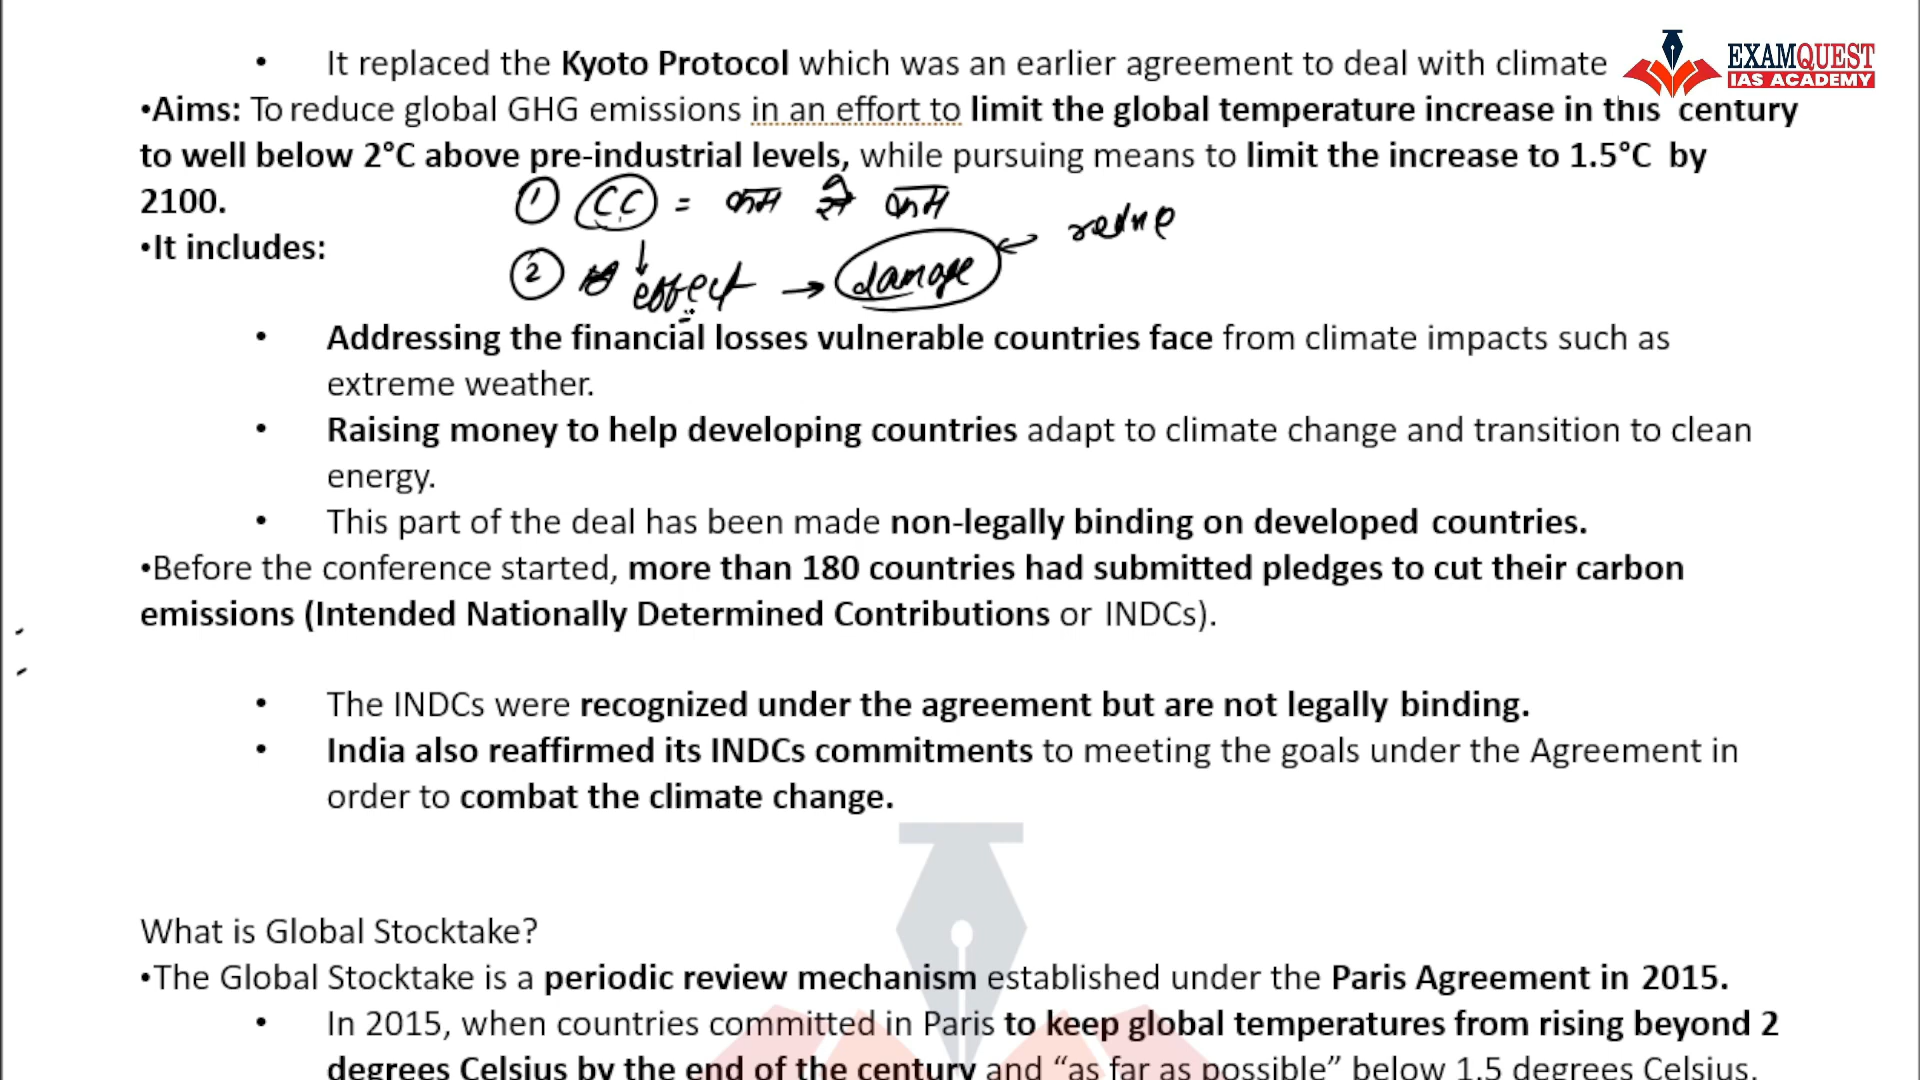 • It replaced the Kyoto Protocol which was an earlier agreement to deal with climate
EXAMQUEST
IAS ACADEMY
•Aims: To reduce global GHG emissions in an effort to limit the global temperature increase in this century
to well below 2°C above pre-industrial levels, while pursuing means to limit the increase to 1.5°C by
2100.
① CC = कम से कम
•It includes:
② effect → damage ← reduce
• Addressing the financial losses vulnerable countries face from climate impacts such as
extreme weather.
• Raising money to help developing countries adapt to climate change and transition to clean
energy.
• This part of the deal has been made non-legally binding on developed countries.
•Before the conference started, more than 180 countries had submitted pledges to cut their carbon
emissions (Intended Nationally Determined Contributions or INDCs).
• The INDCs were recognized under the agreement but are not legally binding.
• India also reaffirmed its INDCs commitments to meeting the goals under the Agreement in
order to combat the climate change.
What is Global Stocktake?
•The Global Stocktake is a periodic review mechanism established under the Paris Agreement in 2015.
• In 2015, when countries committed in Paris to keep global temperatures from rising beyond 2
degrees Celsius by the end of the century and “as far as possible” below 1.5 degrees Celsius,